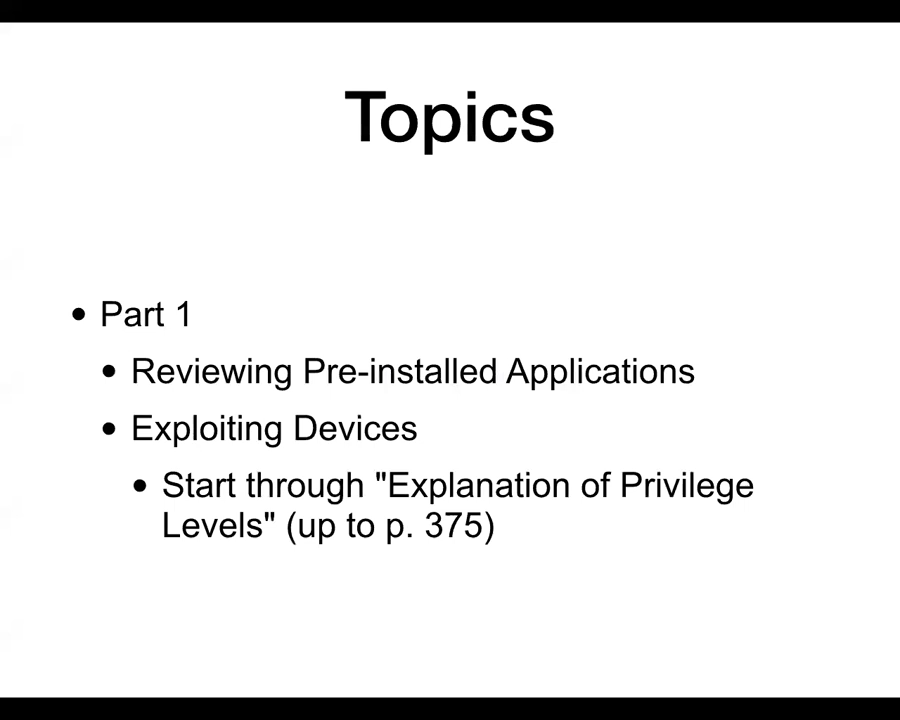 Topics
• Part 1
• Reviewing Pre-installed Applications
• Exploiting Devices
• Start through "Explanation of Privilege
Levels" (up to p. 375)